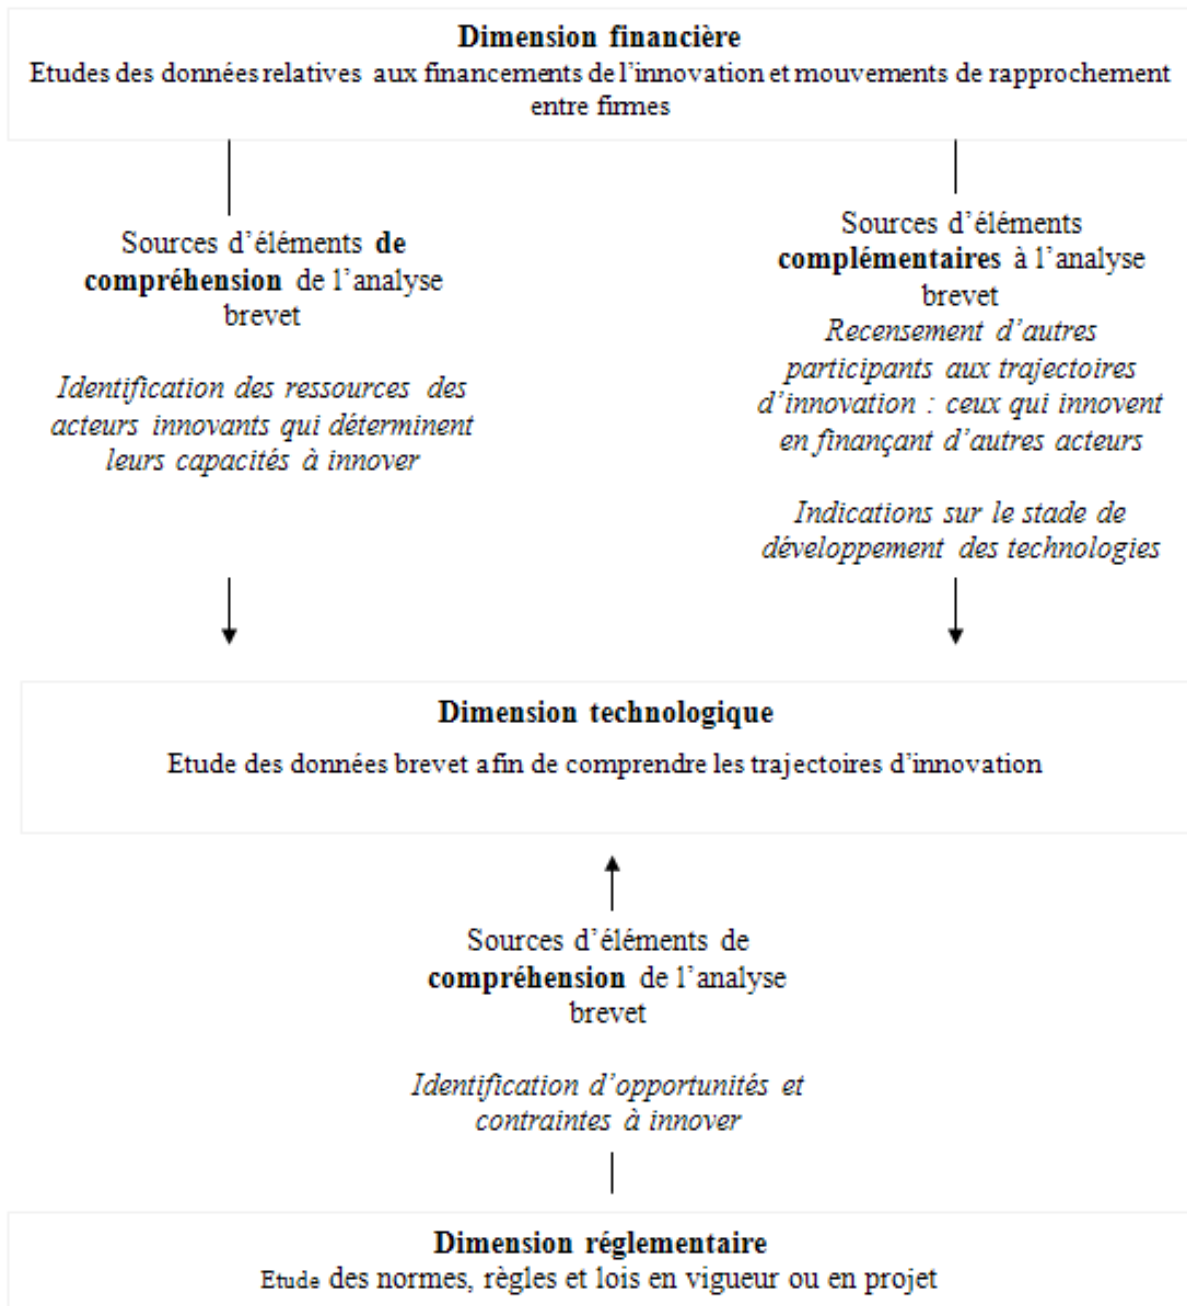 Dimension financière
Etudes des données relatives aux financements de l'innovation et mouvements de rapprochement
entre firmes
Sources d'éléments de
compréhension de l'analyse
brevet
Identification des ressources des
acteurs innovants qui déterminent
leurs capacités à innover
Sources d'éléments
complémentaires à l'analyse
brevet
Recensement d'autres
participants aux trajectoires
d'innovation : ceux qui innovent
en finançant d'autres acteurs
Indications sur le stade de
développement des technologies
Dimension technologique
Etude des données brevet afin de comprendre les trajectoires d'innovation
Sources d'éléments de
compréhension de l'analyse
brevet
Identification d'opportunités et
contraintes à innover
Dimension réglementaire
Etude des normes, règles et lois en vigueur ou en projet